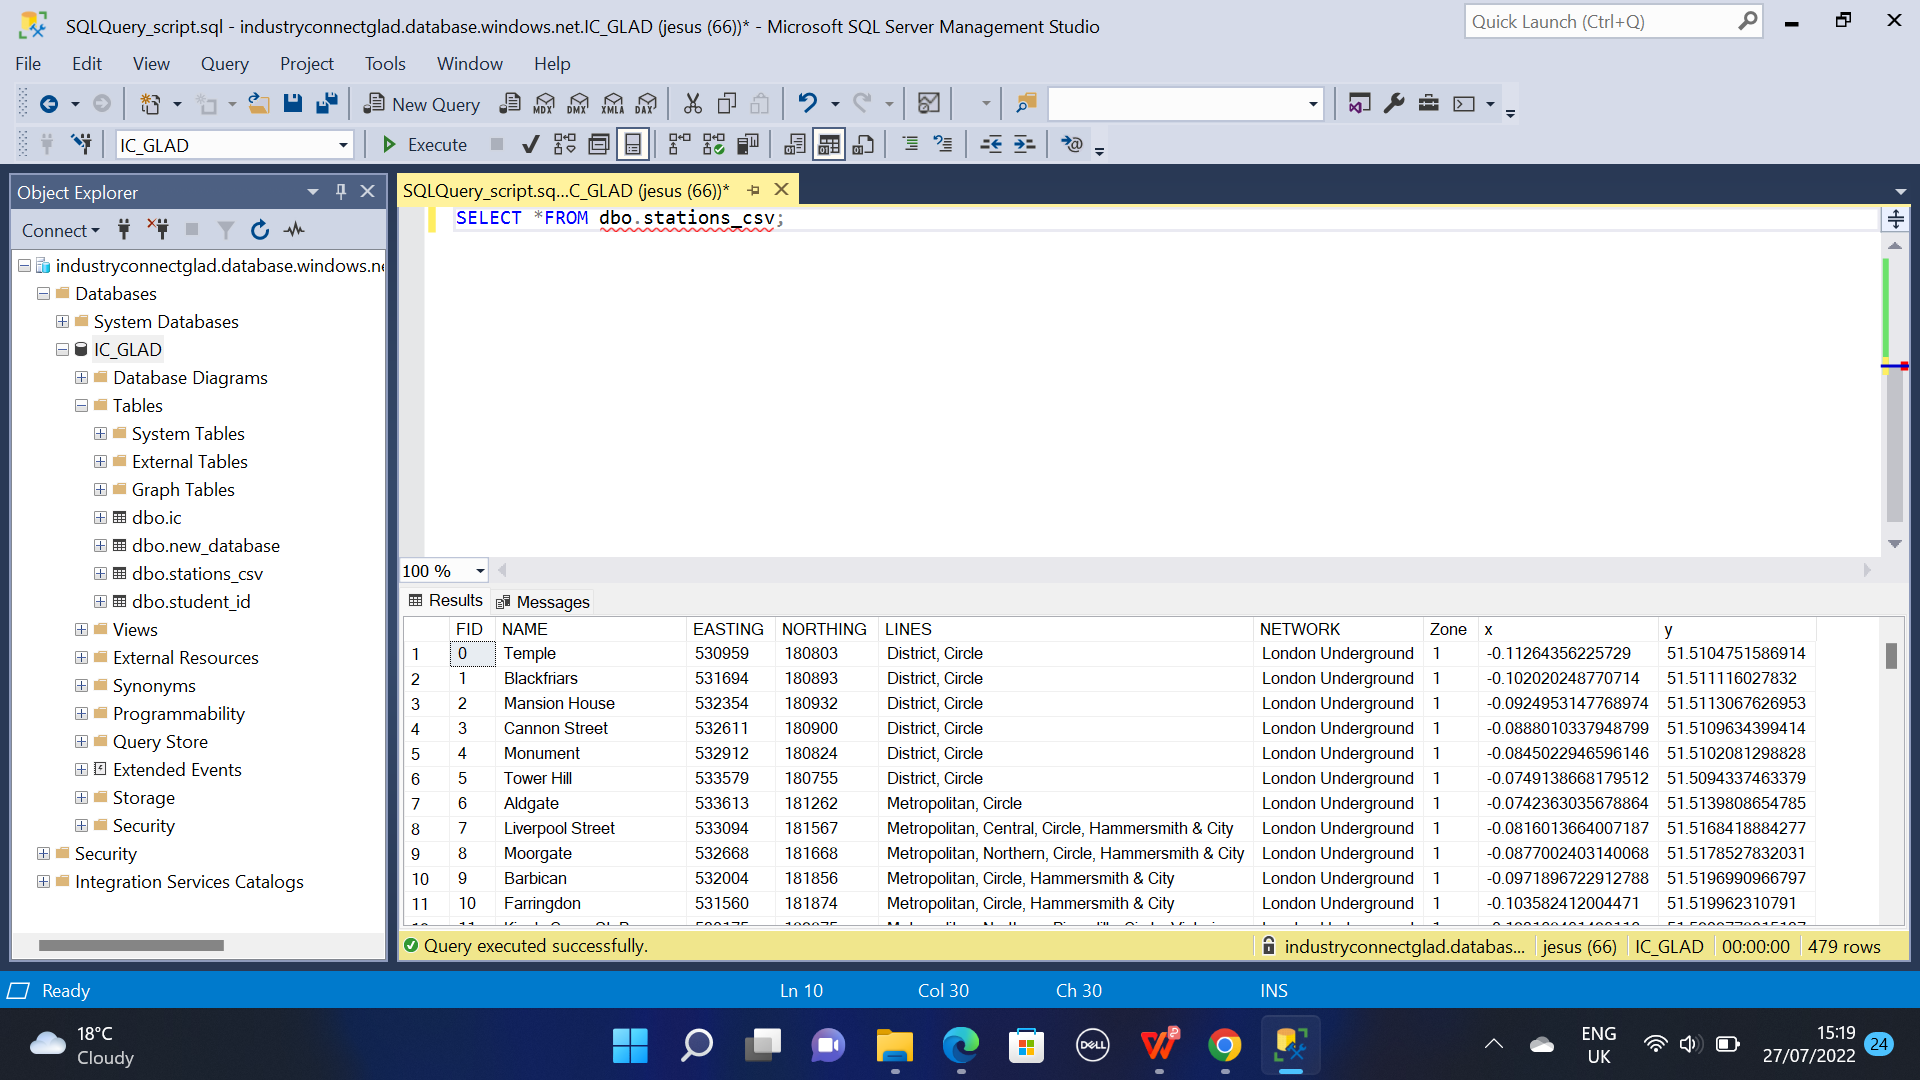 SQLQuery_script.sql - industryconnectglad.database.windows.net.IC_GLAD (jesus (66))* - Microsoft SQL Server Management Studio
Quick Launch (Ctrl+Q)
File Edit View Query Project Tools Window Help
New Query MDX DMX XMLA DAX
IC_GLAD Execute
Object Explorer
SQLQuery_script.sq...C_GLAD (jesus (66))*
Connect
SELECT *FROM dbo.stations_csv;
industryconnectglad.database.windows.ne
Databases
System Databases
IC_GLAD
Database Diagrams
Tables
System Tables
External Tables
Graph Tables
dbo.ic
dbo.new_database
dbo.stations_csv
dbo.student_id
Views
External Resources
Synonyms
Programmability
Query Store
Extended Events
Storage
Security
Security
Integration Services Catalogs
100 %
Results Messages
FID NAME EASTING NORTHING LINES NETWORK Zone x y
1 0 Temple 530959 180803 District, Circle London Underground 1 -0.11264356225729 51.5104751586914
2 1 Blackfriars 531694 180893 District, Circle London Underground 1 -0.102020248770714 51.511116027832
3 2 Mansion House 532354 180932 District, Circle London Underground 1 -0.0924953147768974 51.5113067626953
4 3 Cannon Street 532611 180900 District, Circle London Underground 1 -0.0888010337948799 51.5109634399414
5 4 Monument 532912 180824 District, Circle London Underground 1 -0.0845022946596146 51.5102081298828
6 5 Tower Hill 533579 180755 District, Circle London Underground 1 -0.0749138668179512 51.5094337463379
7 6 Aldgate 533613 181262 Metropolitan, Circle London Underground 1 -0.0742363035678864 51.5139808654785
8 7 Liverpool Street 533094 181567 Metropolitan, Central, Circle, Hammersmith & City London Underground 1 -0.0816013664007187 51.5168418884277
9 8 Moorgate 532668 181668 Metropolitan, Northern, Circle, Hammersmith & City London Underground 1 -0.0877002403140068 51.5178527832031
10 9 Barbican 532004 181856 Metropolitan, Circle, Hammersmith & City London Underground 1 -0.0971896722912788 51.5196990966797
11 10 Farringdon 531560 181874 Metropolitan, Circle, Hammersmith & City London Underground 1 -0.103582412004471 51.519962310791
Query executed successfully. industryconnectglad.databas... jesus (66) IC_GLAD 00:00:00 479 rows
Ready Ln 10 Col 30 Ch 30 INS
18°C
Cloudy
DELL
ENG
UK
15:19
27/07/2022
24